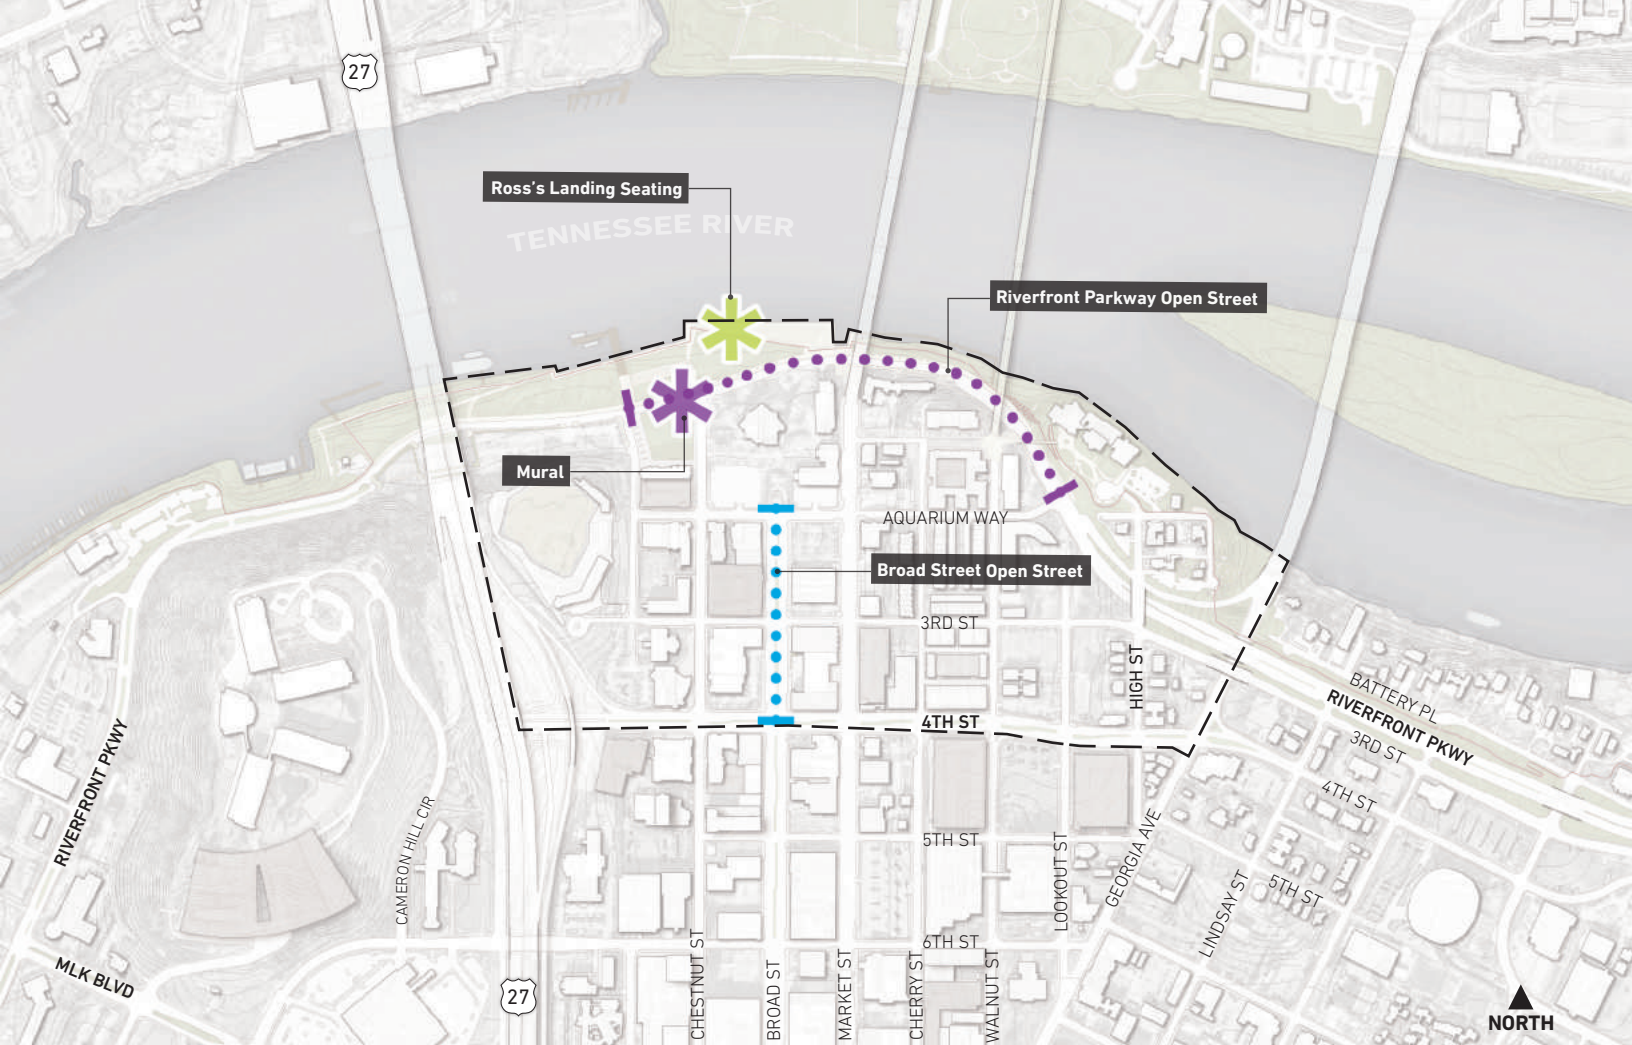 27
Ross's Landing Seating
TENNESSEE RIVER
Riverfront Parkway Open Street
Mural
AQUARIUM WAY
Broad Street Open Street
3RD ST
HIGH ST
4TH ST
BATTERY PL
RIVERFRONT PKWY
3RD ST
4TH ST
RIVERFRONT PKWY
CAMERON HILL CIR
5TH ST
LOOKOUT ST
GEORGIA AVE
LINDSAY ST
5TH ST
6TH ST
MLK BLVD
27
CHESTNUT ST
BROAD ST
MARKET ST
CHERRY ST
WALNUT ST
NORTH